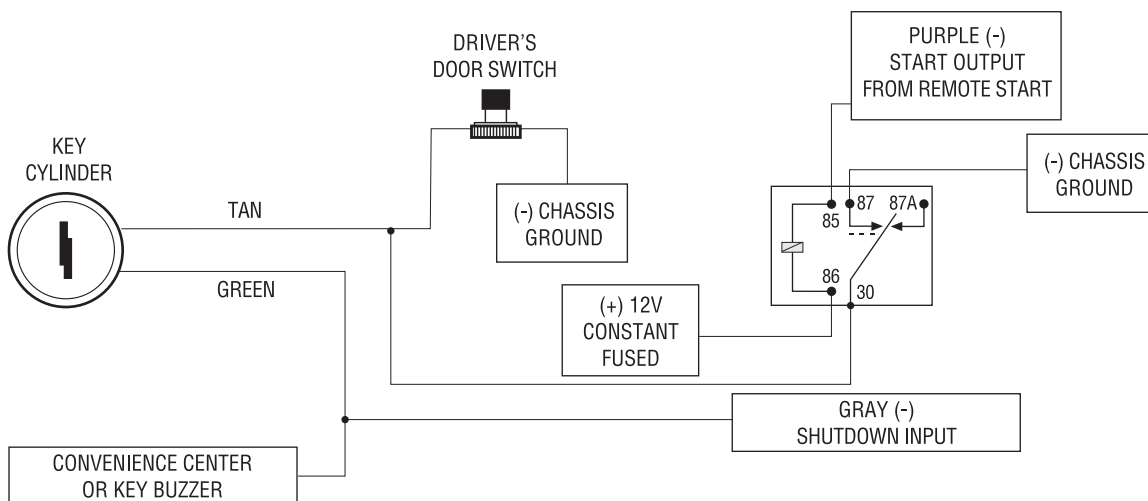 PURPLE (-)
START OUTPUT
FROM REMOTE START
DRIVER'S
DOOR SWITCH
KEY
CYLINDER
(-) CHASSIS
GROUND
TAN
(-) CHASSIS
GROUND
85
87
87A
GREEN
86
30
(+) 12V
CONSTANT
FUSED
GRAY (-)
SHUTDOWN INPUT
CONVENIENCE CENTER
OR KEY BUZZER